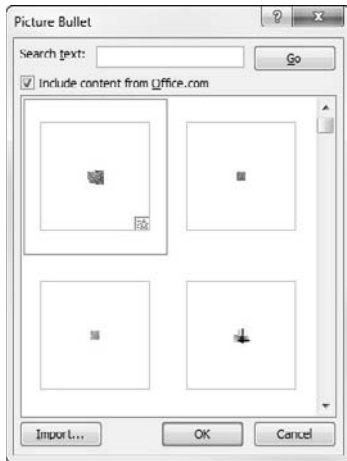 Picture Bullet
Search text: Go
Include content from Office.com
Import... OK Cancel